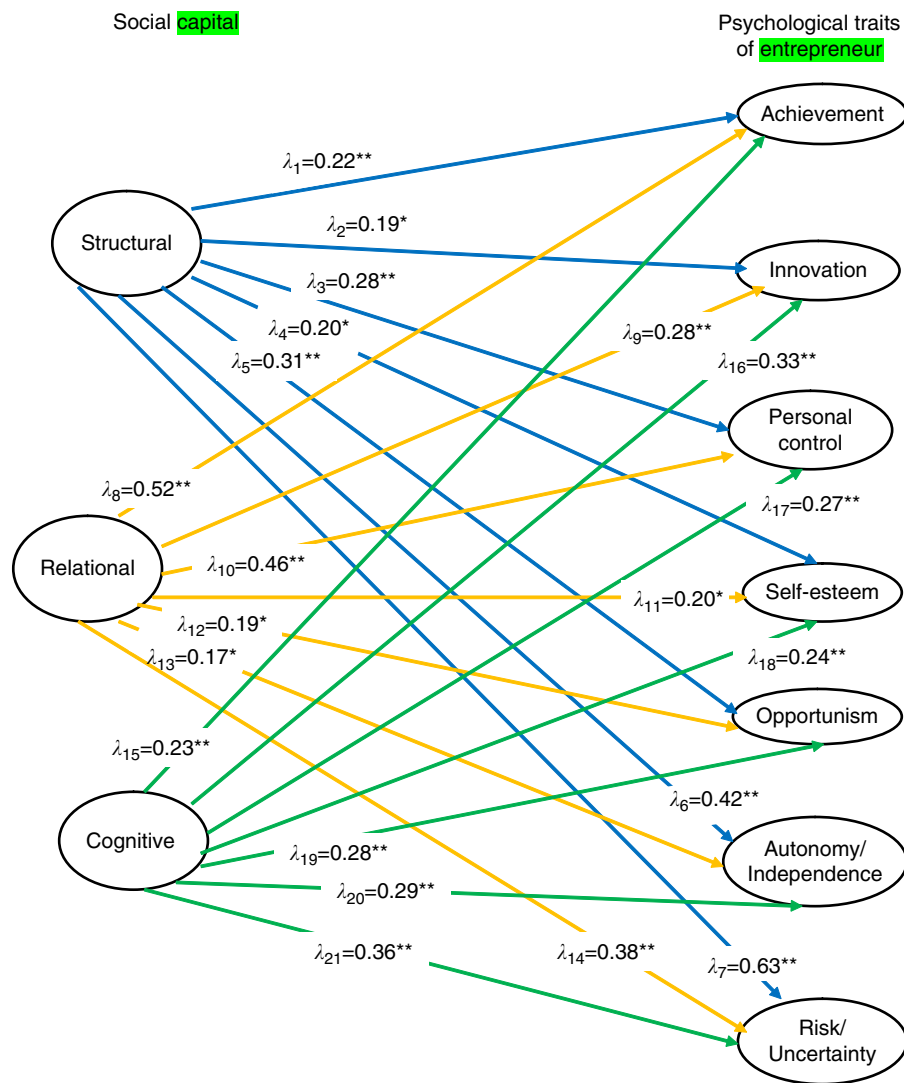 Social capital
Psychological traits
of entrepreneur
Achievement
λ1=0.22**
Structural
λ2=0.19*
Innovation
λ3=0.28**
λ4=0.20*
λ9=0.28**
λ5=0.31**
λ16=0.33**
Personal
control
λ8=0.52**
λ17=0.27**
Relational
λ10=0.46**
λ11=0.20*
Self-esteem
λ12=0.19*
λ13=0.17*
λ18=0.24**
Opportunism
λ15=0.23**
λ6=0.42**
Cognitive
λ19=0.28**
Autonomy/
Independence
λ20=0.29**
λ21=0.36**
λ14=0.38**
λ7=0.63**
Risk/
Uncertainty